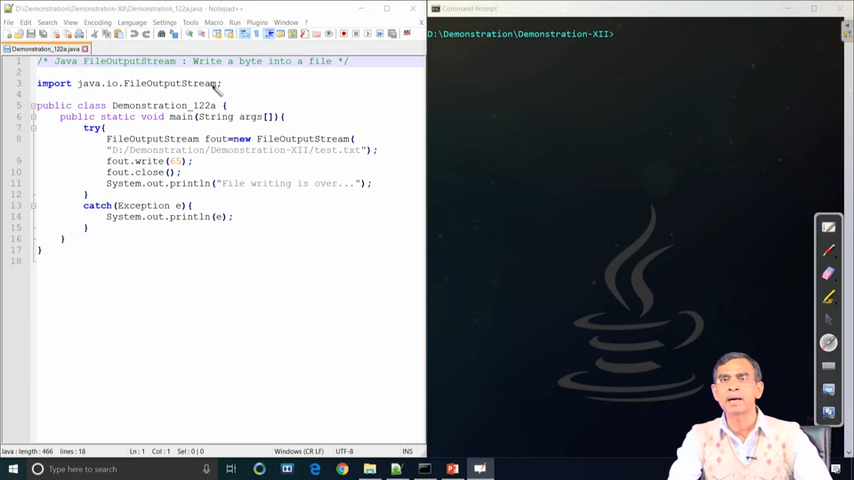 D:\Demonstration\Demonstration-XII\Demonstration_122a.java - Notepad++
File Edit Search View Encoding Language Settings Tools Macro Run Plugins Window ?
Demonstration_122a.java
1 /* Java FileOutputStream : Write a byte into a file */
2
3 import java.io.FileOutputStream;
4
5 public class Demonstration_122a {
6 public static void main(String args[]){
7 try{
8 FileOutputStream fout=new FileOutputStream(
"D:/Demonstration/Demonstration-XII/test.txt");
9 fout.write(65);
10 fout.close();
11 System.out.println("File writing is over...");
12 }
13 catch(Exception e){
14 System.out.println(e);
15 }
16 }
17 }
18
Java length : 466 lines : 18 Ln : 1 Col : 1 Sel : 0 | 0 Windows (CR LF) UTF-8 INS
Command Prompt
D:\Demonstration\Demonstration-XII>
Type here to search